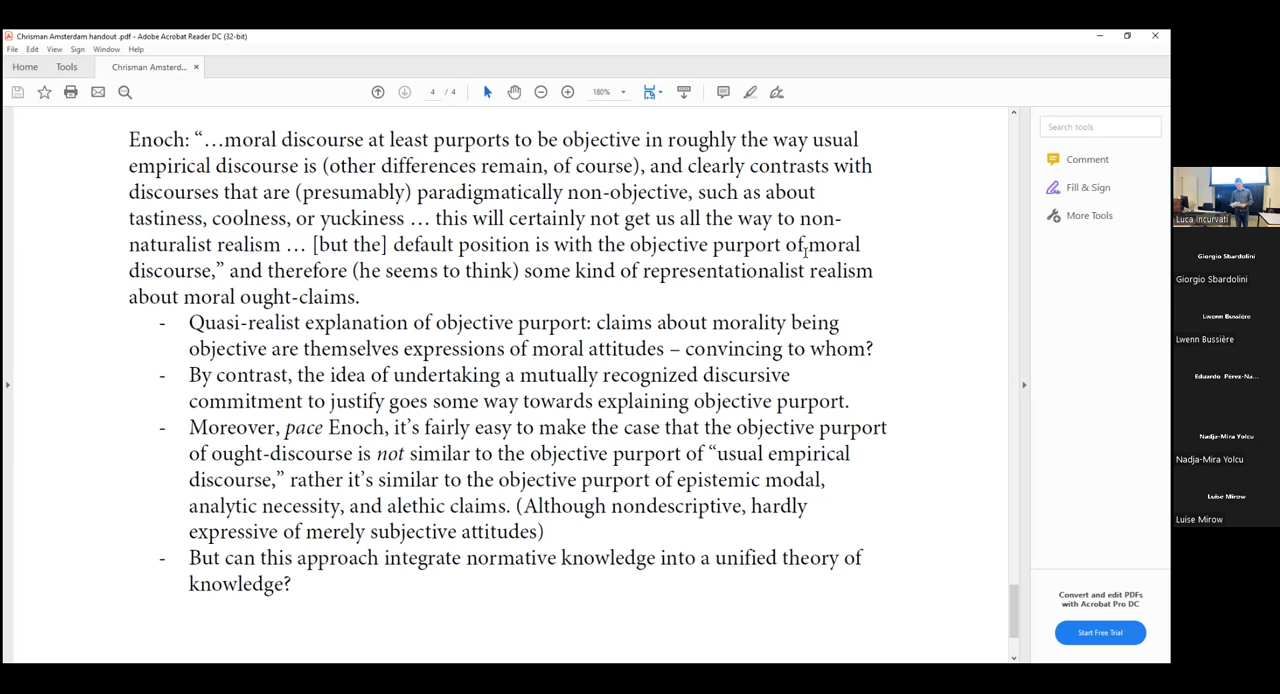 Chrisman Amsterdam handout .pdf - Adobe Acrobat Reader DC (32-bit)
File Edit View Sign Window Help
Home Tools Chrisman Amsterd... ×
4 / 4 180%
Enoch: “…moral discourse at least purports to be objective in roughly the way usual
empirical discourse is (other differences remain, of course), and clearly contrasts with
discourses that are (presumably) paradigmatically non-objective, such as about
tastiness, coolness, or yuckiness … this will certainly not get us all the way to non-
naturalist realism … [but the] default position is with the objective purport of moral
discourse,” and therefore (he seems to think) some kind of representationalist realism
about moral ought-claims.
- Quasi-realist explanation of objective purport: claims about morality being
objective are themselves expressions of moral attitudes – convincing to whom?
- By contrast, the idea of undertaking a mutually recognized discursive
commitment to justify goes some way towards explaining objective purport.
- Moreover, pace Enoch, it’s fairly easy to make the case that the objective purport
of ought-discourse is not similar to the objective purport of “usual empirical
discourse,” rather it’s similar to the objective purport of epistemic modal,
analytic necessity, and alethic claims. (Although nondescriptive, hardly
expressive of merely subjective attitudes)
- But can this approach integrate normative knowledge into a unified theory of
knowledge?
Search tools
Comment
Fill & Sign
More Tools
Convert and edit PDFs
with Acrobat Pro DC
Start Free Trial
Luca Incurvati
Giorgio Sbardolini
Giorgio Sbardolini
Lwenn Bussière
Lwenn Bussière
Eduardo Pérez-Na...
Nadja-Mira Yolcu
Nadja-Mira Yolcu
Luise Mirow
Luise Mirow